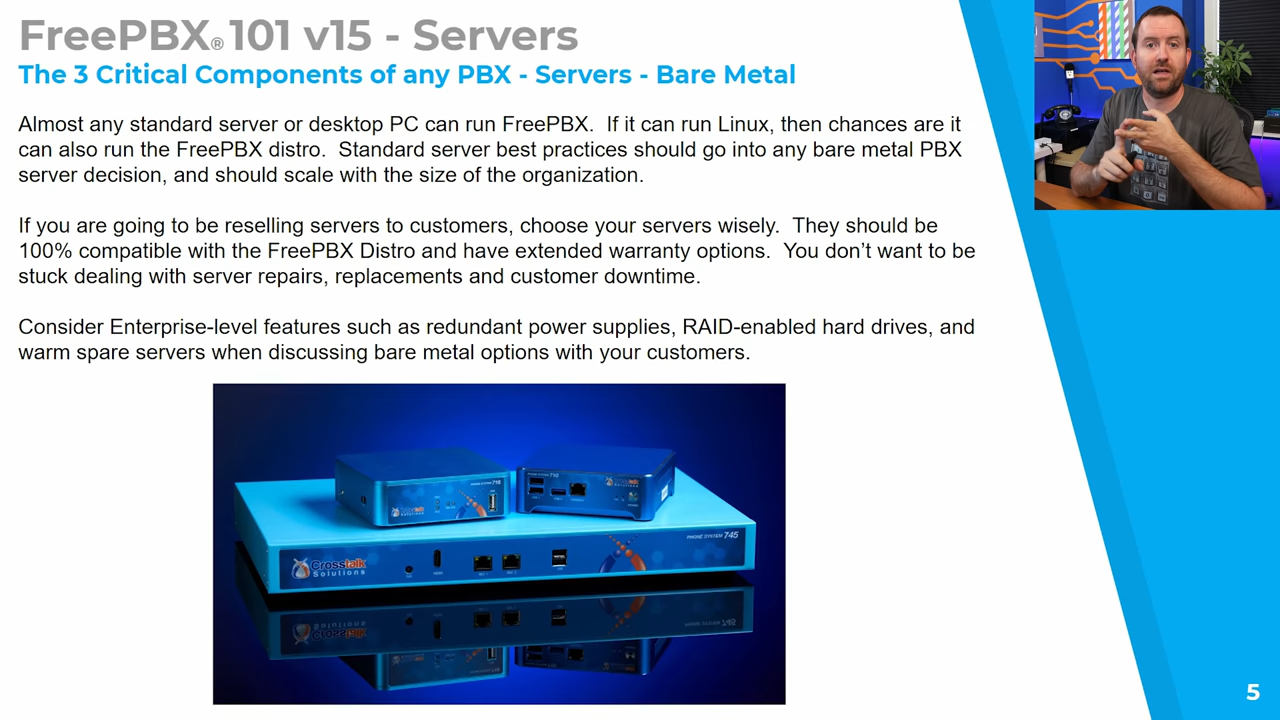 FreePBX® 101 v15 - Servers
The 3 Critical Components of any PBX - Servers - Bare Metal
Almost any standard server or desktop PC can run FreePBX.  If it can run Linux, then chances are it
can also run the FreePBX distro.  Standard server best practices should go into any bare metal PBX
server decision, and should scale with the size of the organization.
If you are going to be reselling servers to customers, choose your servers wisely.  They should be
100% compatible with the FreePBX Distro and have extended warranty options.  You don’t want to be
stuck dealing with server repairs, replacements and customer downtime.
Consider Enterprise-level features such as redundant power supplies, RAID-enabled hard drives, and
warm spare servers when discussing bare metal options with your customers.
PHONE SYSTEM 710
Crosstalk
Solutions
PHONE SYSTEM 745
Crosstalk
Solutions
5